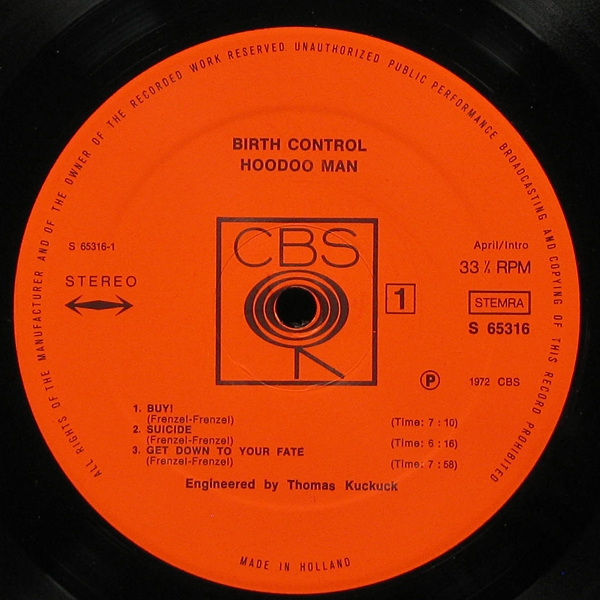 ALL RIGHTS OF THE MANUFACTURER AND OF THE OWNER OF THE RECORDED WORK RESERVED UNAUTHORIZED PUBLIC PERFORMANCE BROADCASTING AND COPYING OF THIS RECORD PROHIBITED
BIRTH CONTROL
HOODOO MAN
CBS
S 65316-1
STEREO
April/Intro
33 ⅓ RPM
1
STEMRA
S 65316
Ⓟ 1972 CBS
1. BUY!
(Frenzel-Frenzel) (Time: 7 : 10)
2. SUICIDE
(Frenzel-Frenzel) (Time: 6 : 16)
3. GET DOWN TO YOUR FATE
(Frenzel-Frenzel) (Time: 7 : 58)
Engineered by Thomas Kuckuck
MADE IN HOLLAND